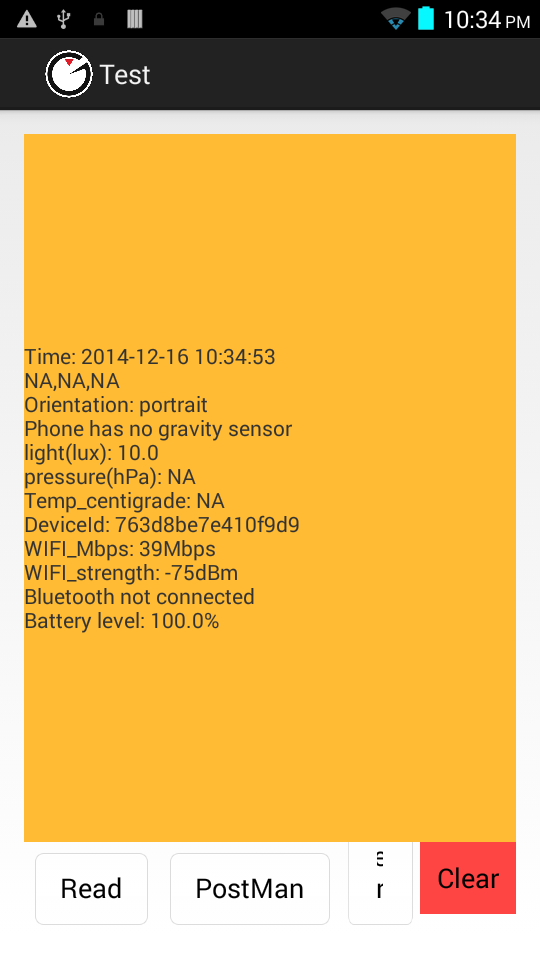 10:34 PM
Test
Time: 2014-12-16 10:34:53
NA,NA,NA
Orientation: portrait
Phone has no gravity sensor
light(lux): 10.0
pressure(hPa): NA
Temp_centigrade: NA
DeviceId: 763d8be7e410f9d9
WIFI_Mbps: 39Mbps
WIFI_strength: -75dBm
Bluetooth not connected
Battery level: 100.0%
Read
PostMan
Clear